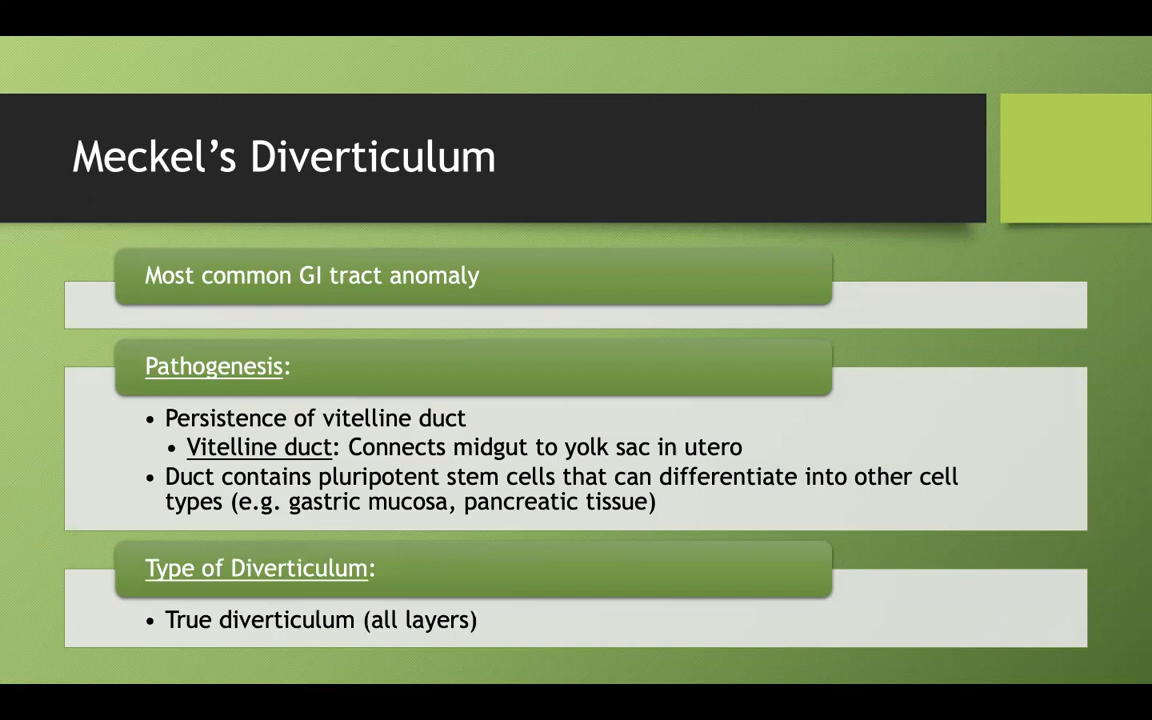 Meckel’s Diverticulum
Most common GI tract anomaly
Pathogenesis:
• Persistence of vitelline duct
• Vitelline duct: Connects midgut to yolk sac in utero
• Duct contains pluripotent stem cells that can differentiate into other cell
types (e.g. gastric mucosa, pancreatic tissue)
Type of Diverticulum:
• True diverticulum (all layers)